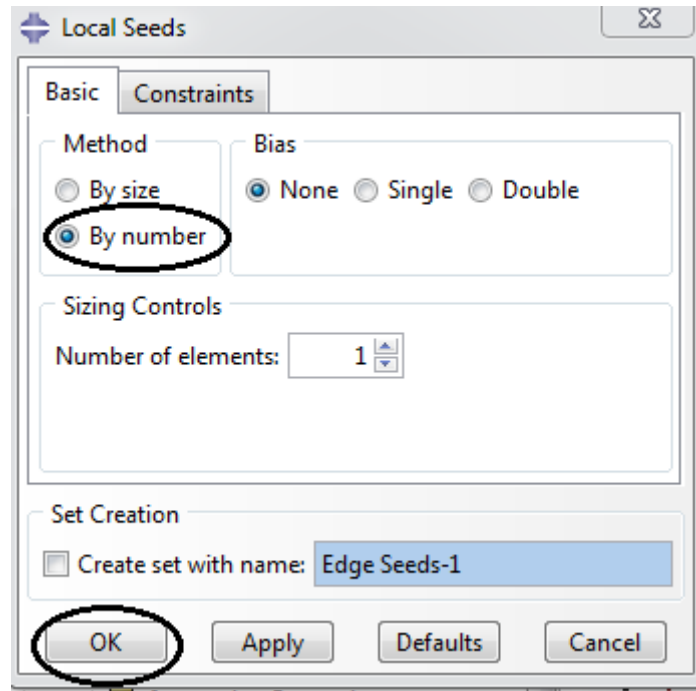 Local Seeds
Basic Constraints
Method
Bias
By size
None Single Double
By number
Sizing Controls
Number of elements: 1
Set Creation
Create set with name: Edge Seeds-1
OK Apply Defaults Cancel